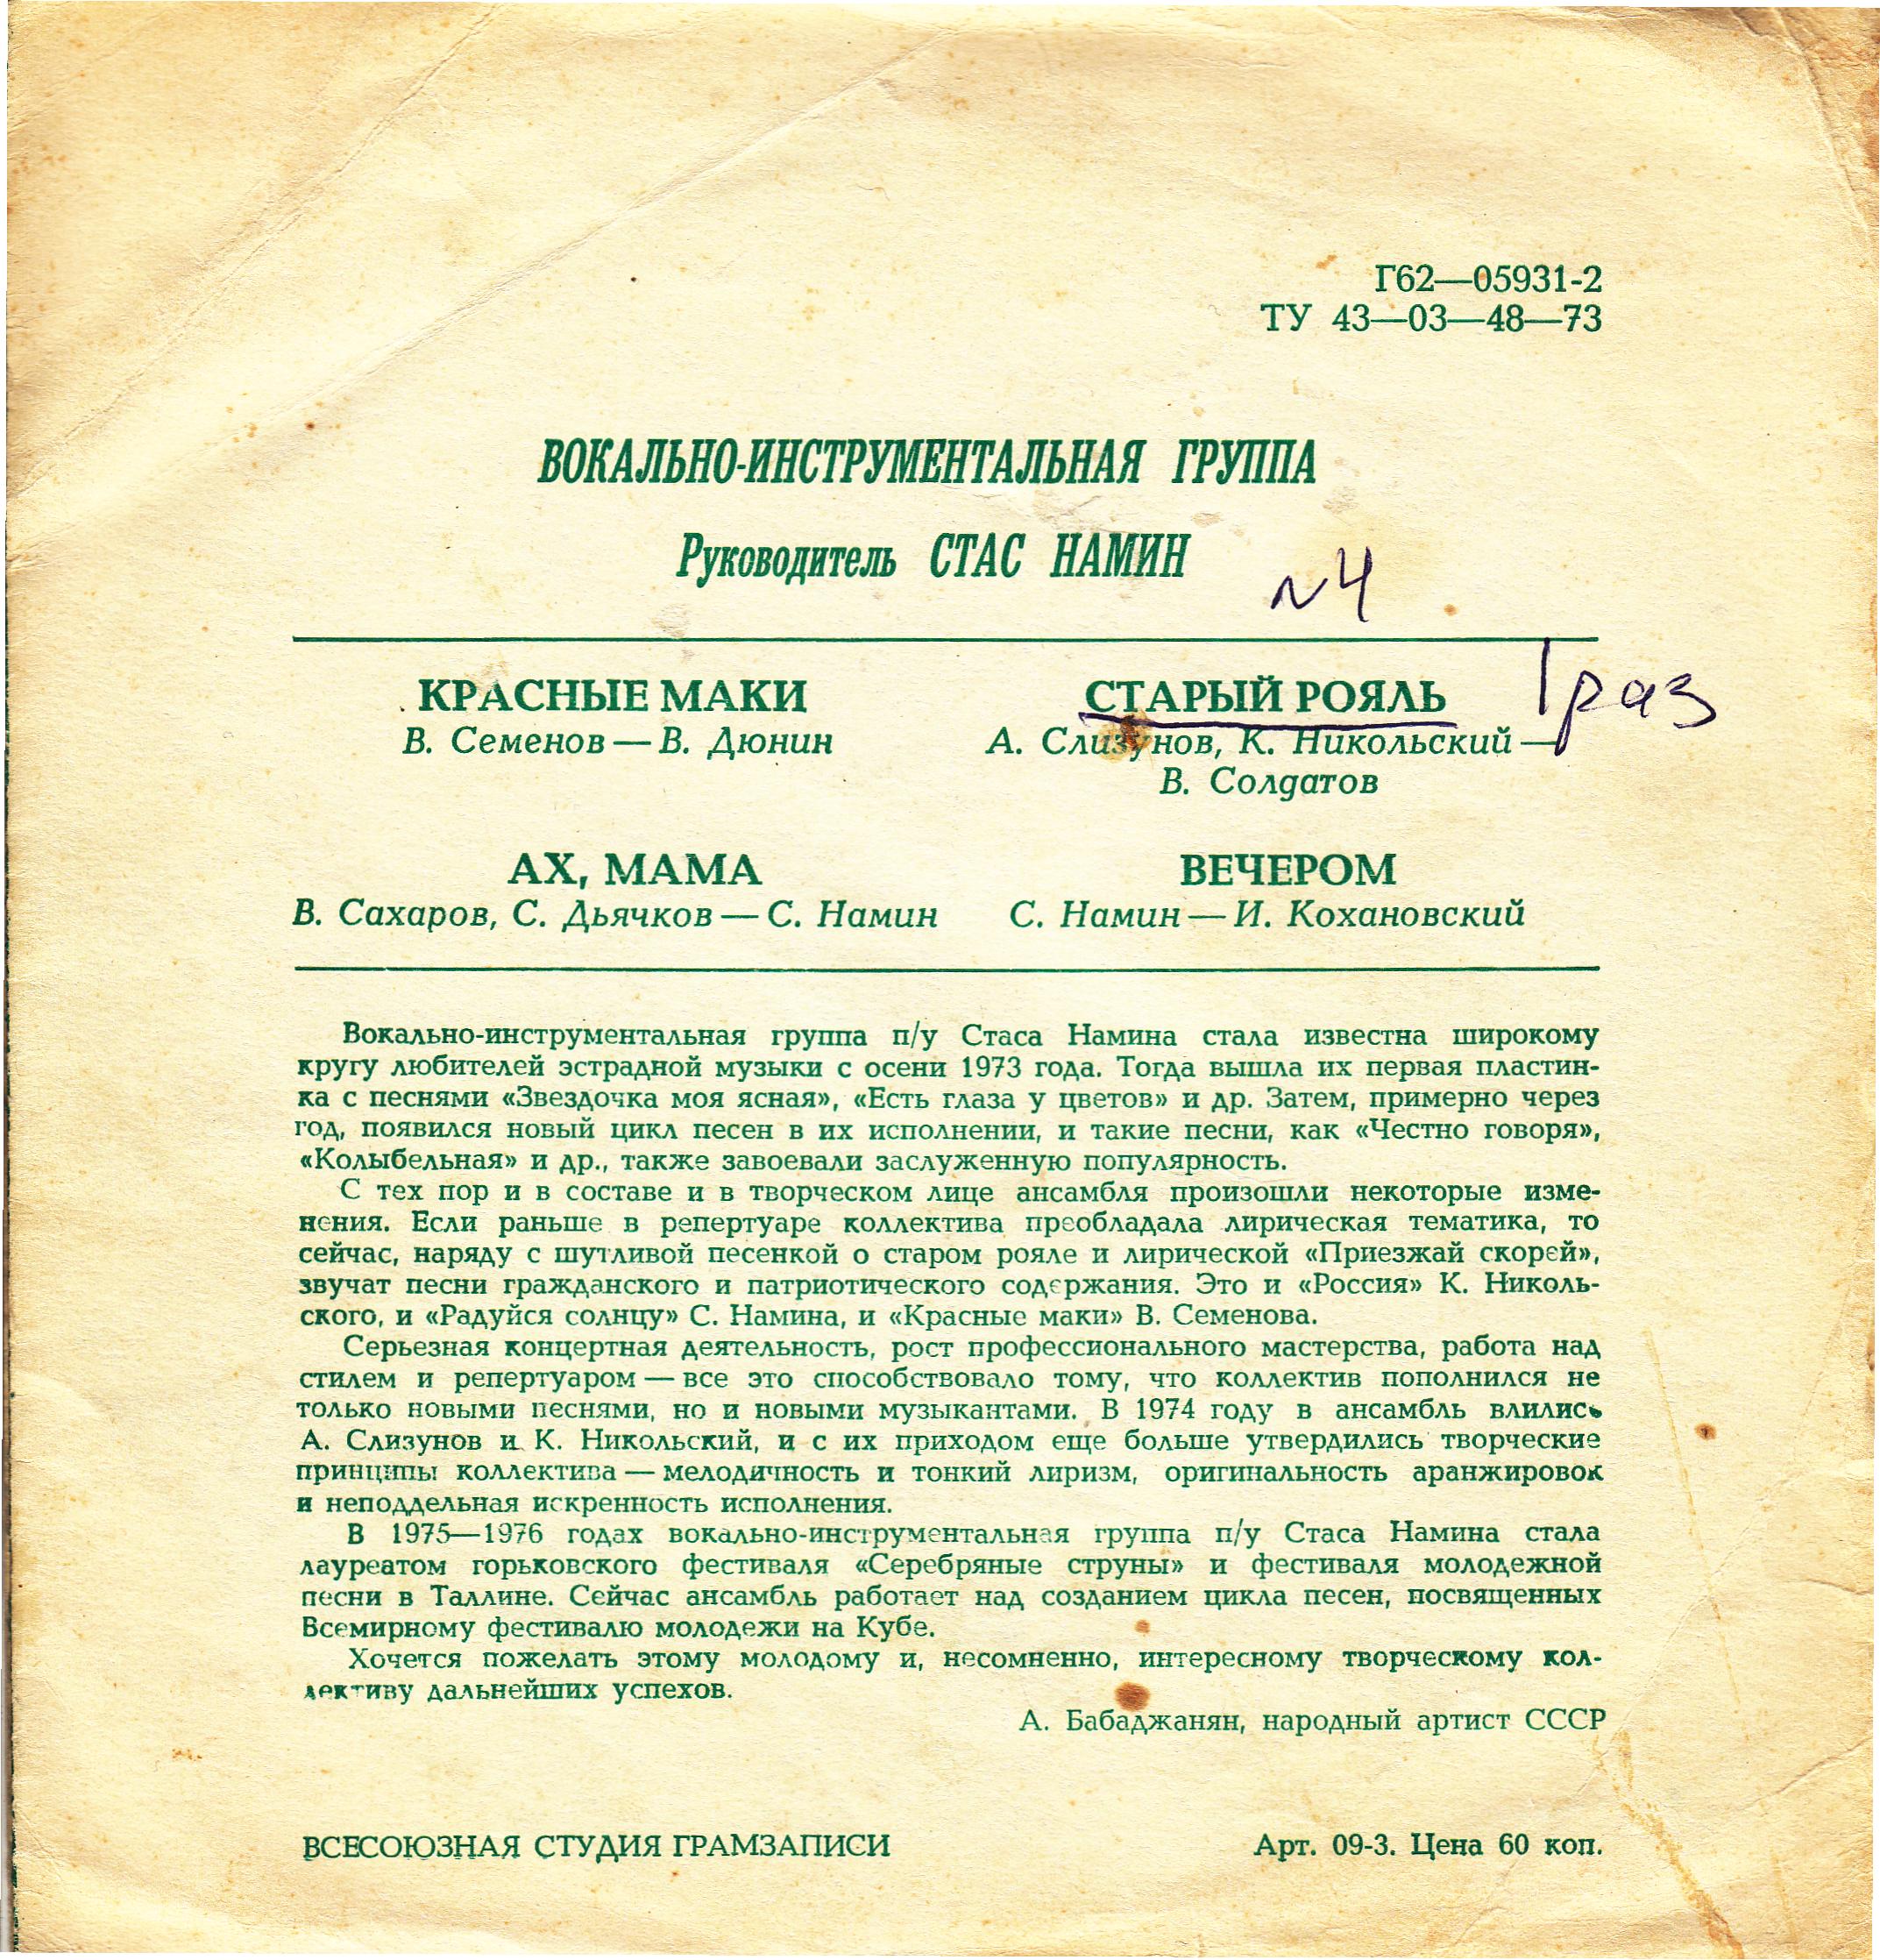 Г62—05931-2
ТУ 43—03—48—73
ВОКАЛЬНО-ИНСТРУМЕНТАЛЬНАЯ ГРУППА
Руководитель СТАС НАМИН
№4
КРАСНЫЕ МАКИ
В. Семенов — В. Дюнин
СТАРЫЙ РОЯЛЬ
1 раз
А. Слизунов, К. Никольский —
В. Солдатов
АХ, МАМА
В. Сахаров, С. Дьячков — С. Намин
ВЕЧЕРОМ
С. Намин — И. Кохановский
Вокально-инструментальная группа п/у Стаса Намина стала известна широкому
кругу любителей эстрадной музыки с осени 1973 года. Тогда вышла их первая пластин-
ка с песнями «Звездочка моя ясная», «Есть глаза у цветов» и др. Затем, примерно через
год, появился новый цикл песен в их исполнении, и такие песни, как «Честно говоря»,
«Колыбельная» и др., также завоевали заслуженную популярность.
С тех пор и в составе и в творческом лице ансамбля произошли некоторые изме-
нения. Если раньше в репертуаре коллектива преобладала лирическая тематика, то
сейчас, наряду с шутливой песенкой о старом рояле и лирической «Приезжай скорей»,
звучат песни гражданского и патриотического содержания. Это и «Россия» К. Николь-
ского, и «Радуйся солнцу» С. Намина, и «Красные маки» В. Семенова.
Серьезная концертная деятельность, рост профессионального мастерства, работа над
стилем и репертуаром — все это способствовало тому, что коллектив пополнился не
только новыми песнями, но и новыми музыкантами. В 1974 году в ансамбль влились
А. Слизунов и К. Никольский, и с их приходом еще больше утвердились творческие
принципы коллектива — мелодичность и тонкий лиризм, оригинальность аранжировок
и неподдельная искренность исполнения.
В 1975—1976 годах вокально-инструментальная группа п/у Стаса Намина стала
лауреатом горьковского фестиваля «Серебряные струны» и фестиваля молодежной
песни в Таллине. Сейчас ансамбль работает над созданием цикла песен, посвященных
Всемирному фестивалю молодежи на Кубе.
Хочется пожелать этому молодому и, несомненно, интересному творческому кол-
лективу дальнейших успехов.
А. Бабаджанян, народный артист СССР
ВСЕСОЮЗНАЯ СТУДИЯ ГРАМЗАПИСИ
Арт. 09-3. Цена 60 коп.